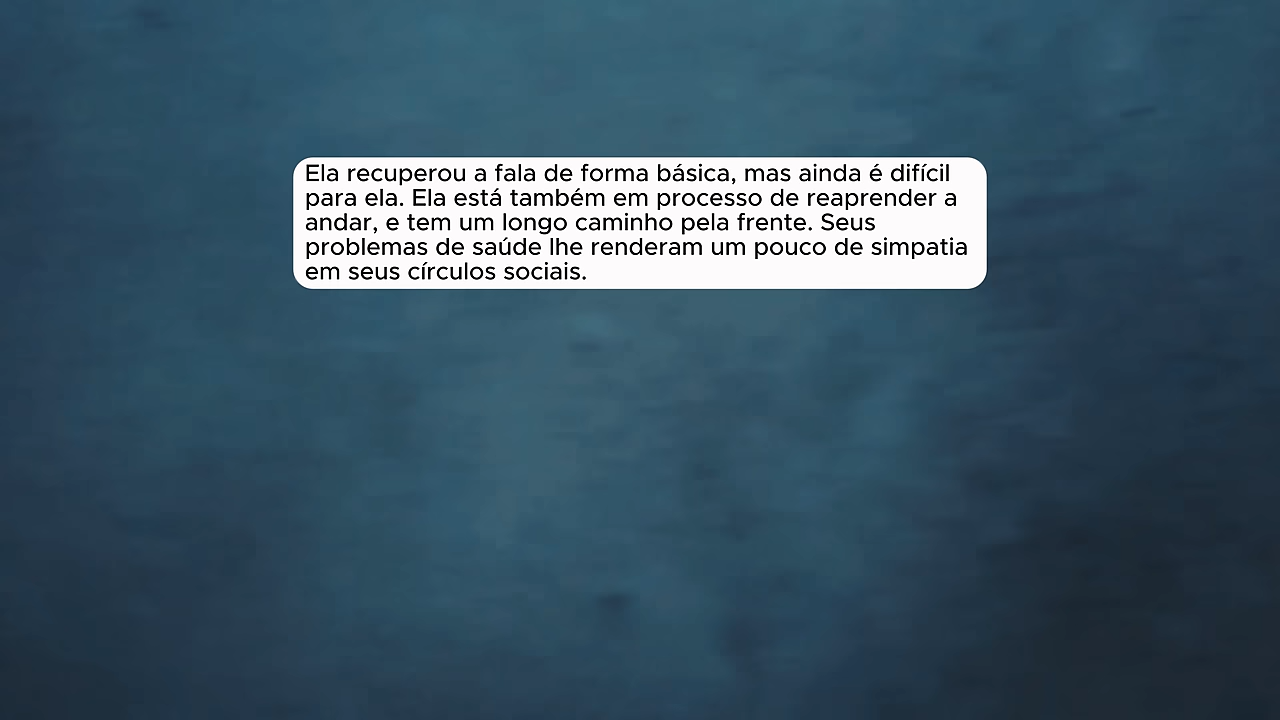 Ela recuperou a fala de forma básica, mas ainda é difícil
para ela. Ela está também em processo de reaprender a
andar, e tem um longo caminho pela frente. Seus
problemas de saúde lhe renderam um pouco de simpatia
em seus círculos sociais.